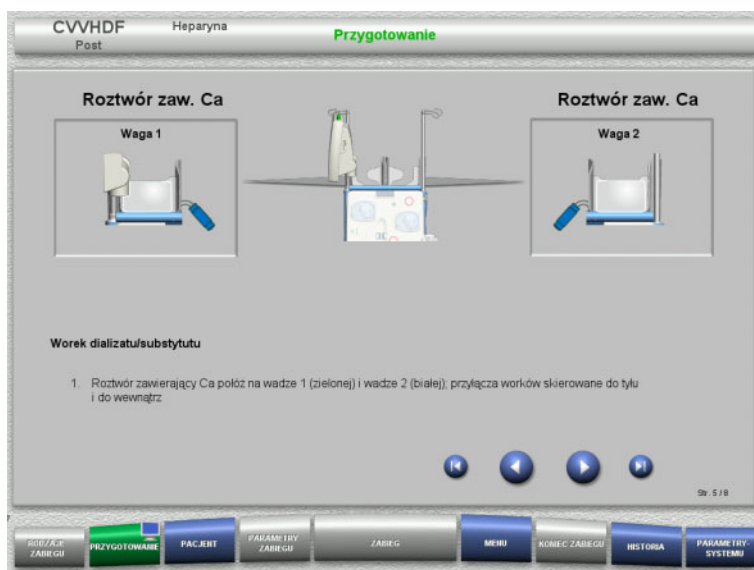 CVVHDF Heparyna
Post
Przygotowanie
Roztwór zaw. Ca
Roztwór zaw. Ca
Waga 1
Waga 2
Worek dializatu/substytutu
1. Roztwór zawierający Ca połóż na wadze 1 (zielonej) i wadze 2 (białej); przyłącza worków skierowane do tyłu
i do wewnątrz
Str. 5 / 8
RODZAJE
ZABIEGU
PRZYGOTOWANIE
PACJENT
PARAMETRY
ZABIEGU
ZABIEG
MENU
KONIEC ZABIEGU
HISTORIA
PARAMETRY-
SYSTEMU